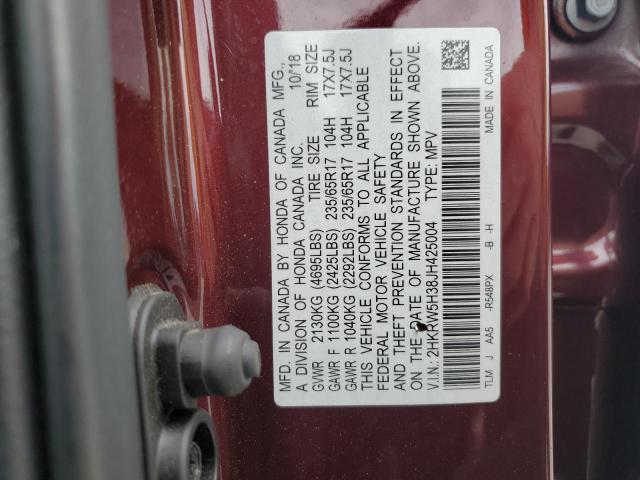 MFD. IN CANADA BY HONDA OF CANADA MFG.,
A DIVISION OF HONDA CANADA INC. 10/18
GVWR 2130KG (4695LBS) TIRE SIZE RIM SIZE
GAWR F 1100KG (2425LBS) 235/65R17 104H 17X7.5J
GAWR R 1040KG (2292LBS) 235/65R17 104H 17X7.5J
THIS VEHICLE CONFORMS TO ALL APPLICABLE
FEDERAL MOTOR VEHICLE SAFETY
AND THEFT PREVENTION STANDARDS IN EFFECT
ON THE DATE OF MANUFACTURE SHOWN ABOVE.
V.I.N.: 2HKRW5H38JH425004 TYPE: MPV
TLM J AA5 -R548PX -B -H MADE IN CANADA